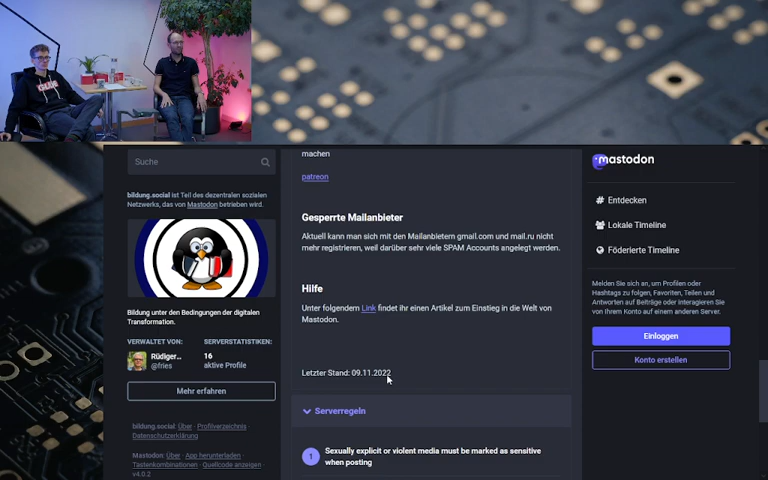 Suche
bildung.social ist Teil des dezentralen sozialen
Netzwerks, das von Mastodon betrieben wird.
Bildung unter den Bedingungen der digitalen
Transformation.
VERWALTET VON:
Rüdiger...
@fries
SERVERSTATISTIKEN:
16
aktive Profile
Mehr erfahren
bildung.social: Über · Profilverzeichnis ·
Datenschutzerklärung
Mastodon: Über · App herunterladen ·
Tastenkombinationen · Quellcode anzeigen ·
v4.0.2
machen
patreon
Gesperrte Mailanbieter
Aktuell kann man sich mit den Mailanbietern gmail.com und mail.ru nicht
mehr registrieren, weil darüber sehr viele SPAM Accounts angelegt werden.
Hilfe
Unter folgendem Link findet ihr einen Artikel zum Einstieg in die Welt von
Mastodon.
Letzter Stand: 09.11.2022
Serverregeln
1
Sexually explicit or violent media must be marked as sensitive
when posting
mastodon
# Entdecken
Lokale Timeline
Föderierte Timeline
Melden Sie sich an, um Profilen oder
Hashtags zu folgen, Favoriten, Teilen und
Antworten auf Beiträge oder interagieren Sie
von Ihrem Konto auf einem anderen Server.
Einloggen
Konto erstellen